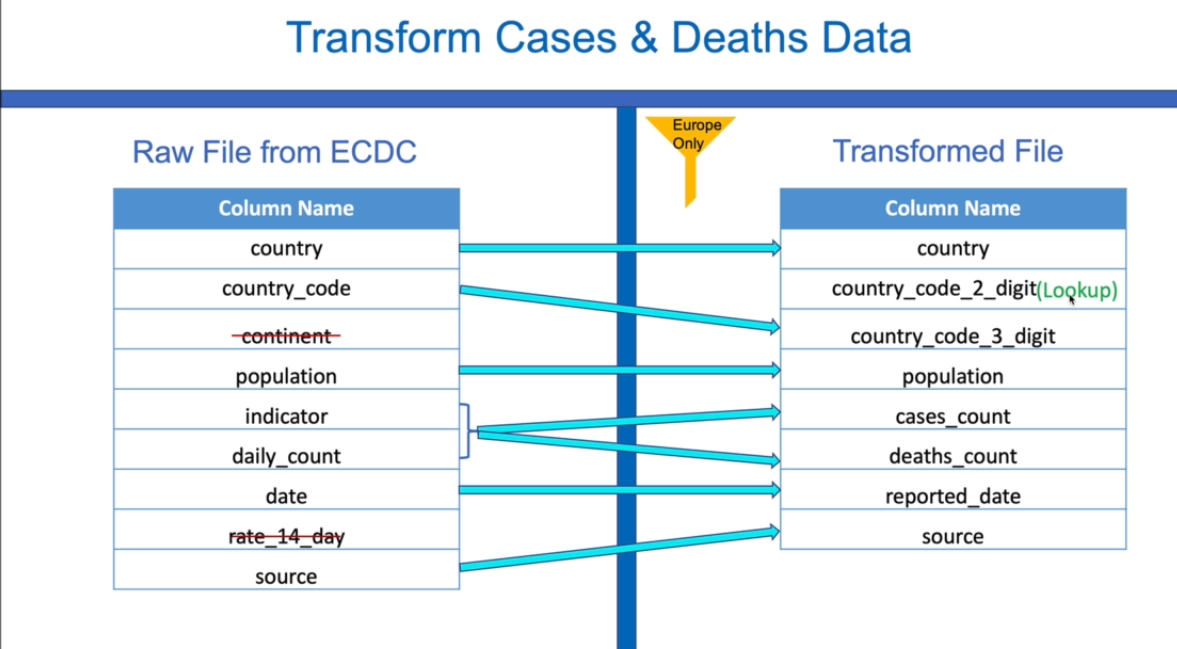 Transform Cases & Deaths Data
Raw File from ECDC
Europe
Only
Transformed File
Column Name
country
country_code
continent
population
indicator
daily_count
date
rate_14_day
source
Column Name
country
country_code_2_digit(Lookup)
country_code_3_digit
population
cases_count
deaths_count
reported_date
source